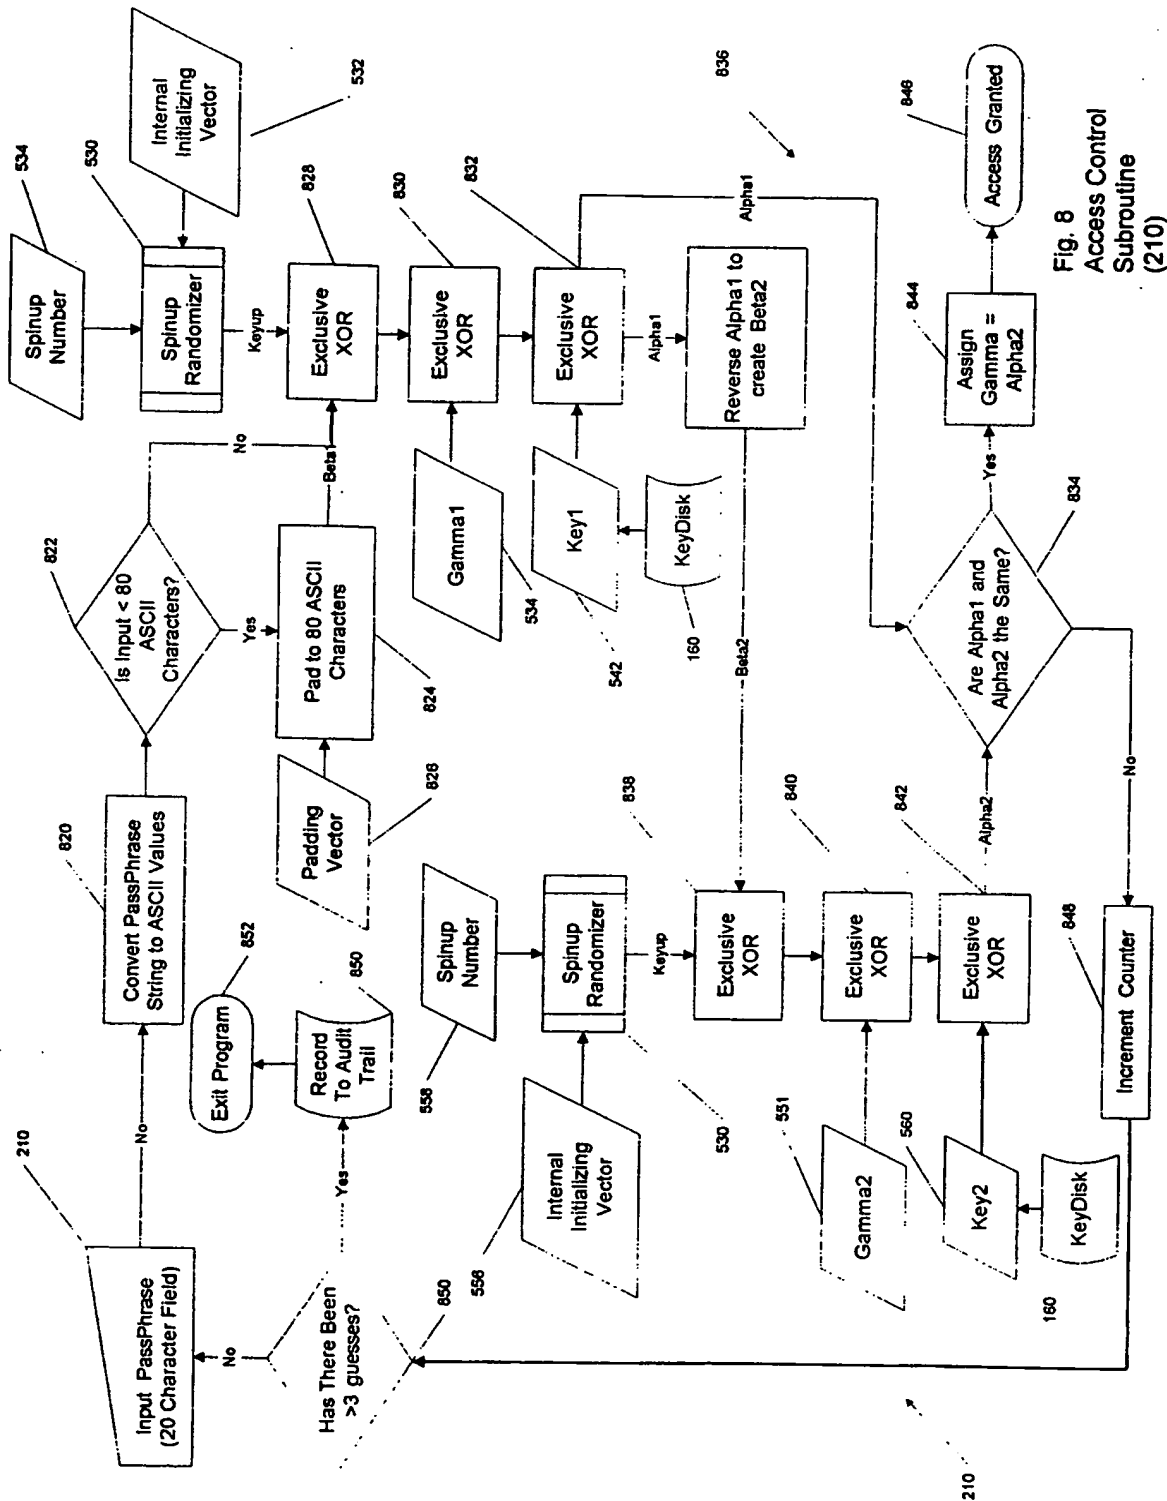 210
Input PassPhrase
(20 Character Field)
No
820
Convert PassPhrase
String to ASCII Values
822
Is Input < 80
ASCII
Characters?
No
Yes
Pad to 80 ASCII
Characters
824
Padding
Vector
826
Beta1
534
Spinup
Number
530
Spinup
Randomizer
Internal
Initializing
Vector
532
Keyup
Exclusive
XOR
828
Exclusive
XOR
830
Gamma1
534
Exclusive
XOR
832
Key1
542
KeyDisk
160
Alpha1
Alpha1
Reverse Alpha1 to
create Beta2
Beta2
836
No
Has There Been
>3 guesses?
850
Yes
Record
To Audit
Trail
850
Exit Program
852
558
Spinup
Number
Spinup
Randomizer
530
Internal
Initializing
Vector
556
Keyup
838
Exclusive
XOR
840
Exclusive
XOR
551
Gamma2
842
Exclusive
XOR
560
Key2
KeyDisk
160
Alpha2
Are Alpha1 and
Alpha2 the Same?
834
Yes
Assign
Gamma =
Alpha2
844
Access Granted
846
No
848
Increment Counter
210
Fig. 8
Access Control
Subroutine
(210)